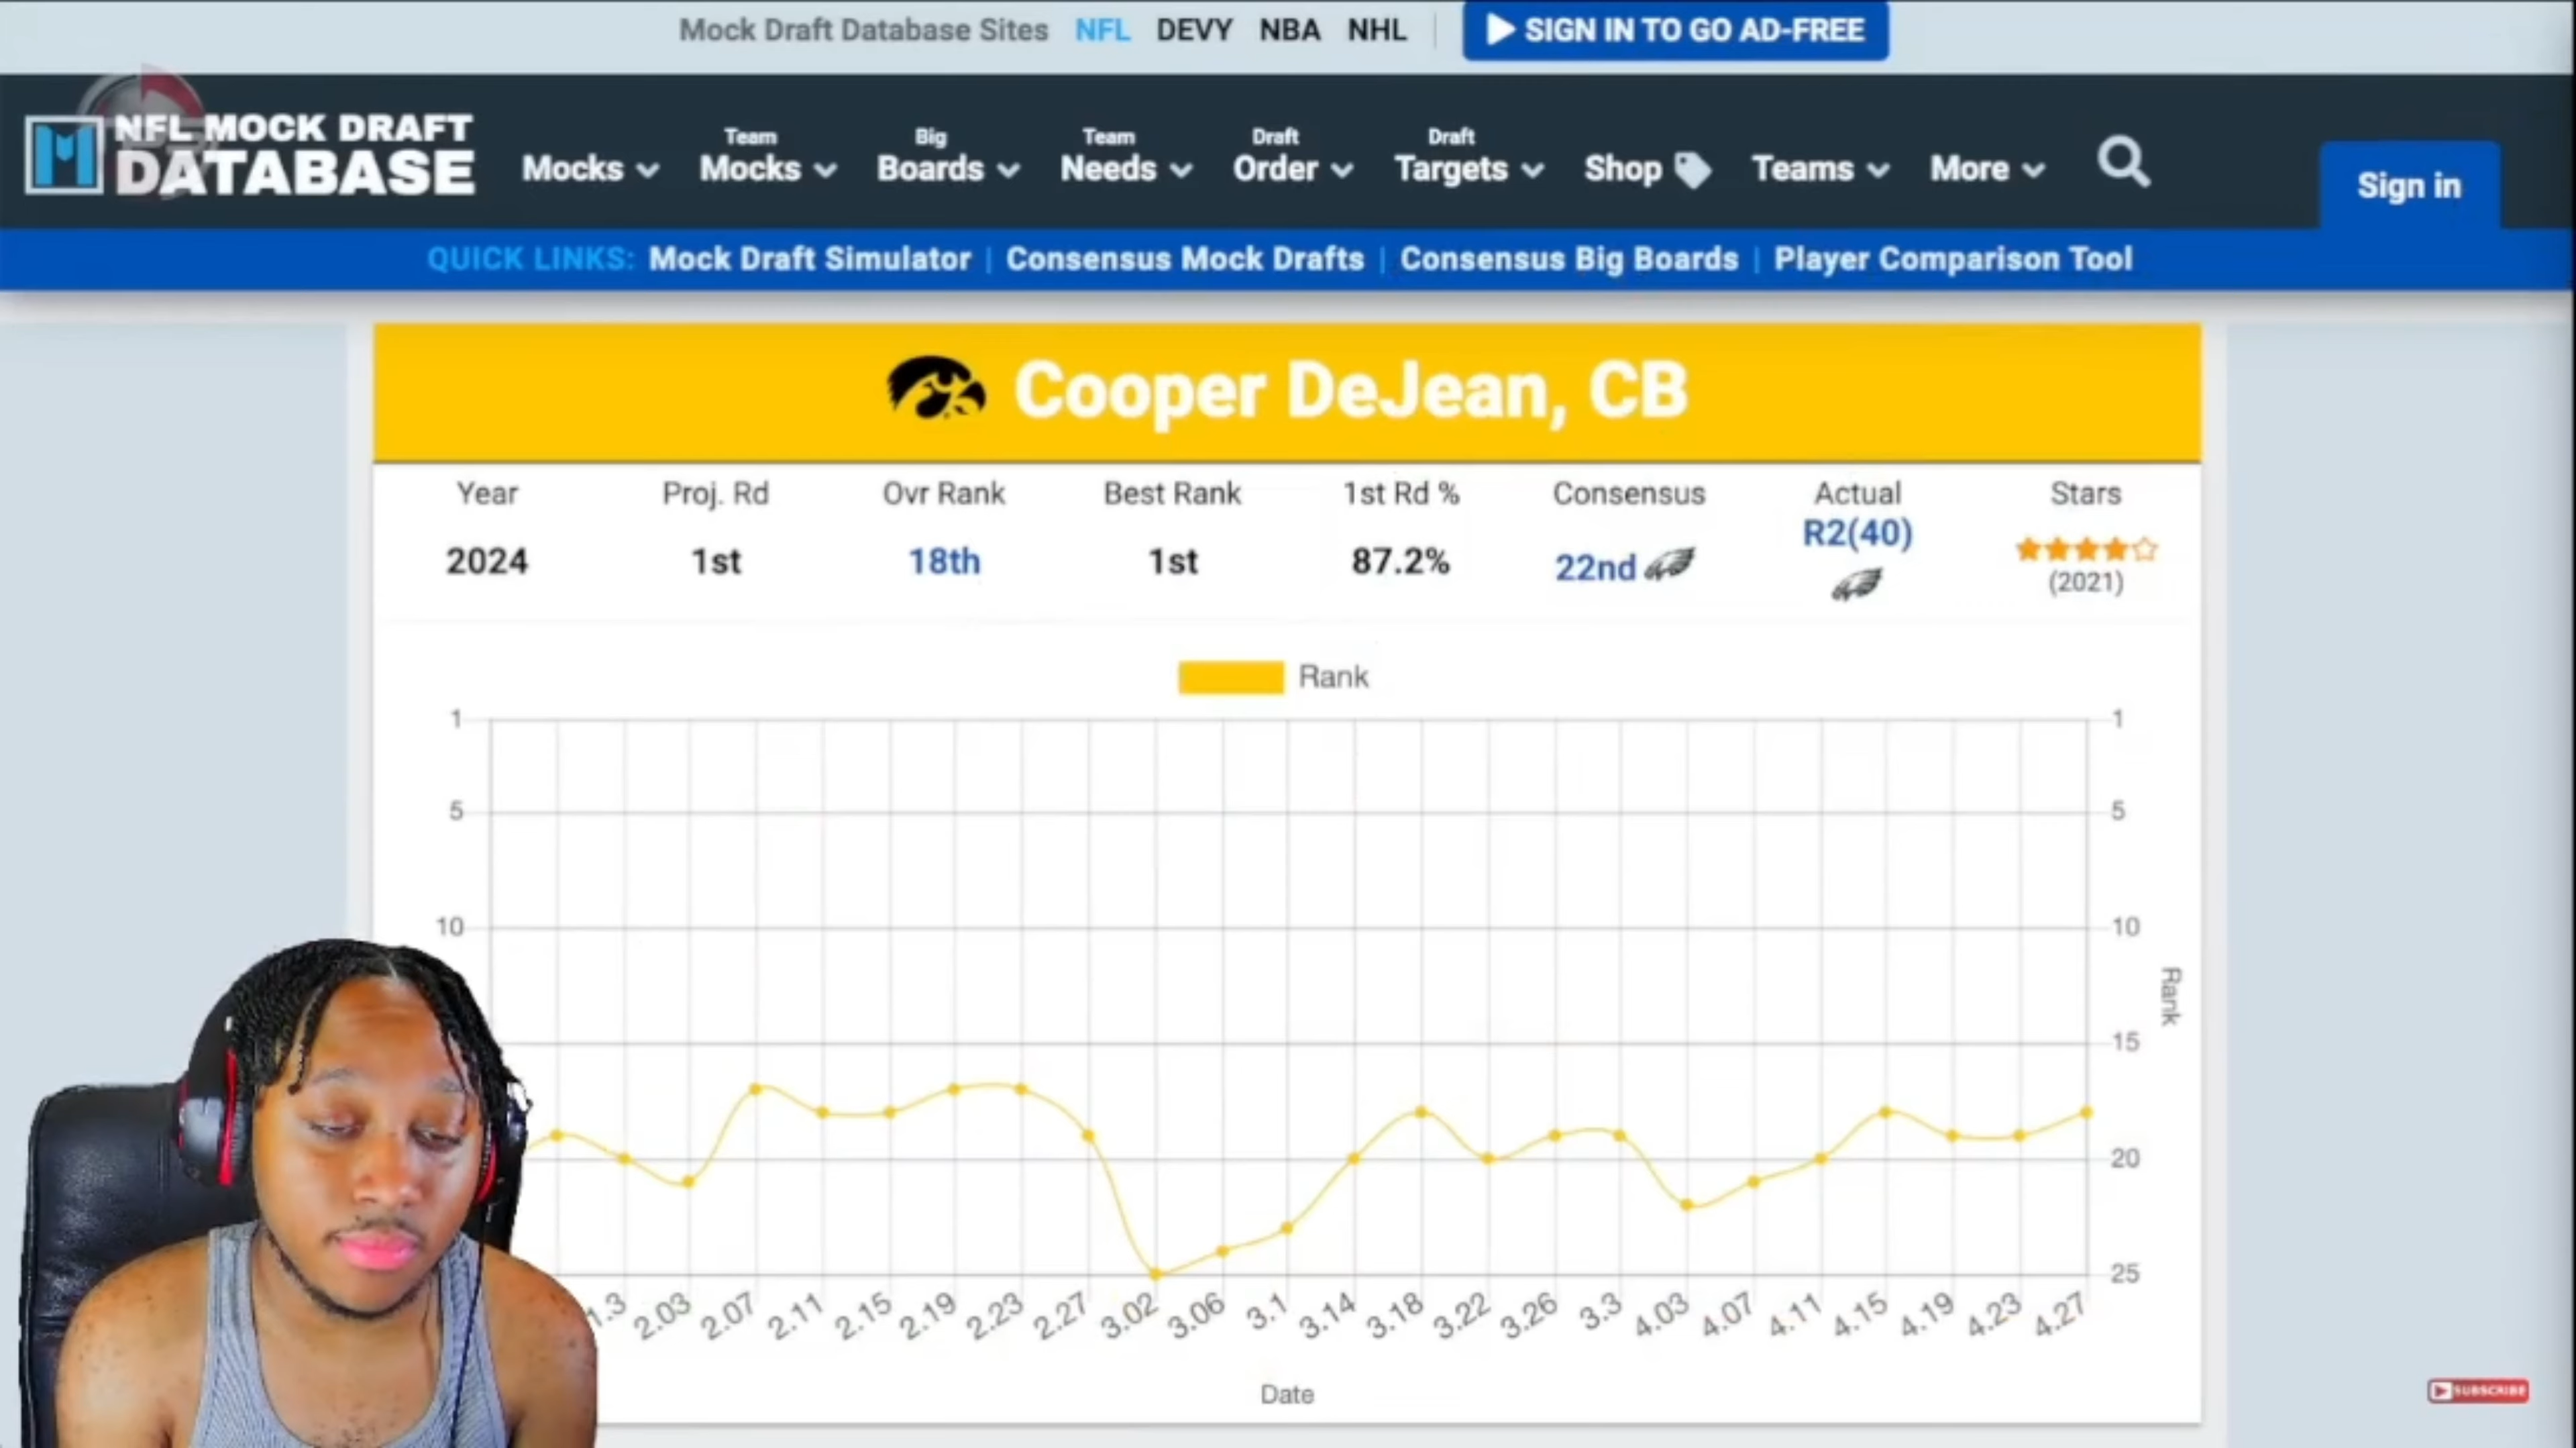 Mock Draft Database Sites NFL DEVY NBA NHL SIGN IN TO GO AD-FREE
NFL MOCK DRAFT
DATABASE
Mocks
Team
Mocks
Big
Boards
Team
Needs
Draft
Order
Draft
Targets
Shop
Teams
More
Sign in
QUICK LINKS: Mock Draft Simulator | Consensus Mock Drafts | Consensus Big Boards | Player Comparison Tool
Cooper DeJean, CB
Year Proj. Rd Ovr Rank Best Rank 1st Rd % Consensus Actual Stars
2024 1st 18th 1st 87.2% 22nd R2(40)
(2021)
Rank
1 1
5 5
10 10
15
20
25
Rank
1.3 2.03 2.07 2.11 2.15 2.19 2.23 2.27 3.02 3.06 3.1 3.14 3.18 3.22 3.26 3.3 4.03 4.07 4.11 4.15 4.19 4.23 4.27
Date
SUBSCRIBE